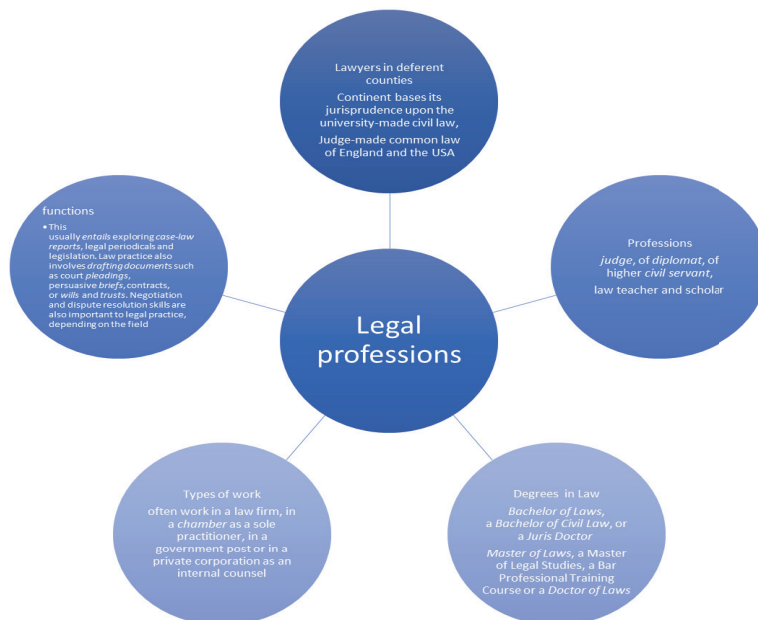 Lawyers in deferent
counties
Continent bases its
jurisprudence upon the
university-made civil law,
Judge-made common law
of England and the USA
functions
• This
usually entails exploring case-law
reports, legal periodicals and
legislation. Law practice also
involves drafting documents such
as court pleadings,
persuasive briefs, contracts,
or wills and trusts. Negotiation
and dispute resolution skills are
also important to legal practice,
depending on the field
Professions
judge, of diplomat, of
higher civil servant,
law teacher and scholar
Legal
professions
Types of work
often work in a law firm, in
a chamber as a sole
practitioner, in a
government post or in a
private corporation as an
internal counsel
Degrees in Law
Bachelor of Laws,
a Bachelor of Civil Law, or
a Juris Doctor
Master of Laws, a Master
of Legal Studies, a Bar
Professional Training
Course or a Doctor of Laws